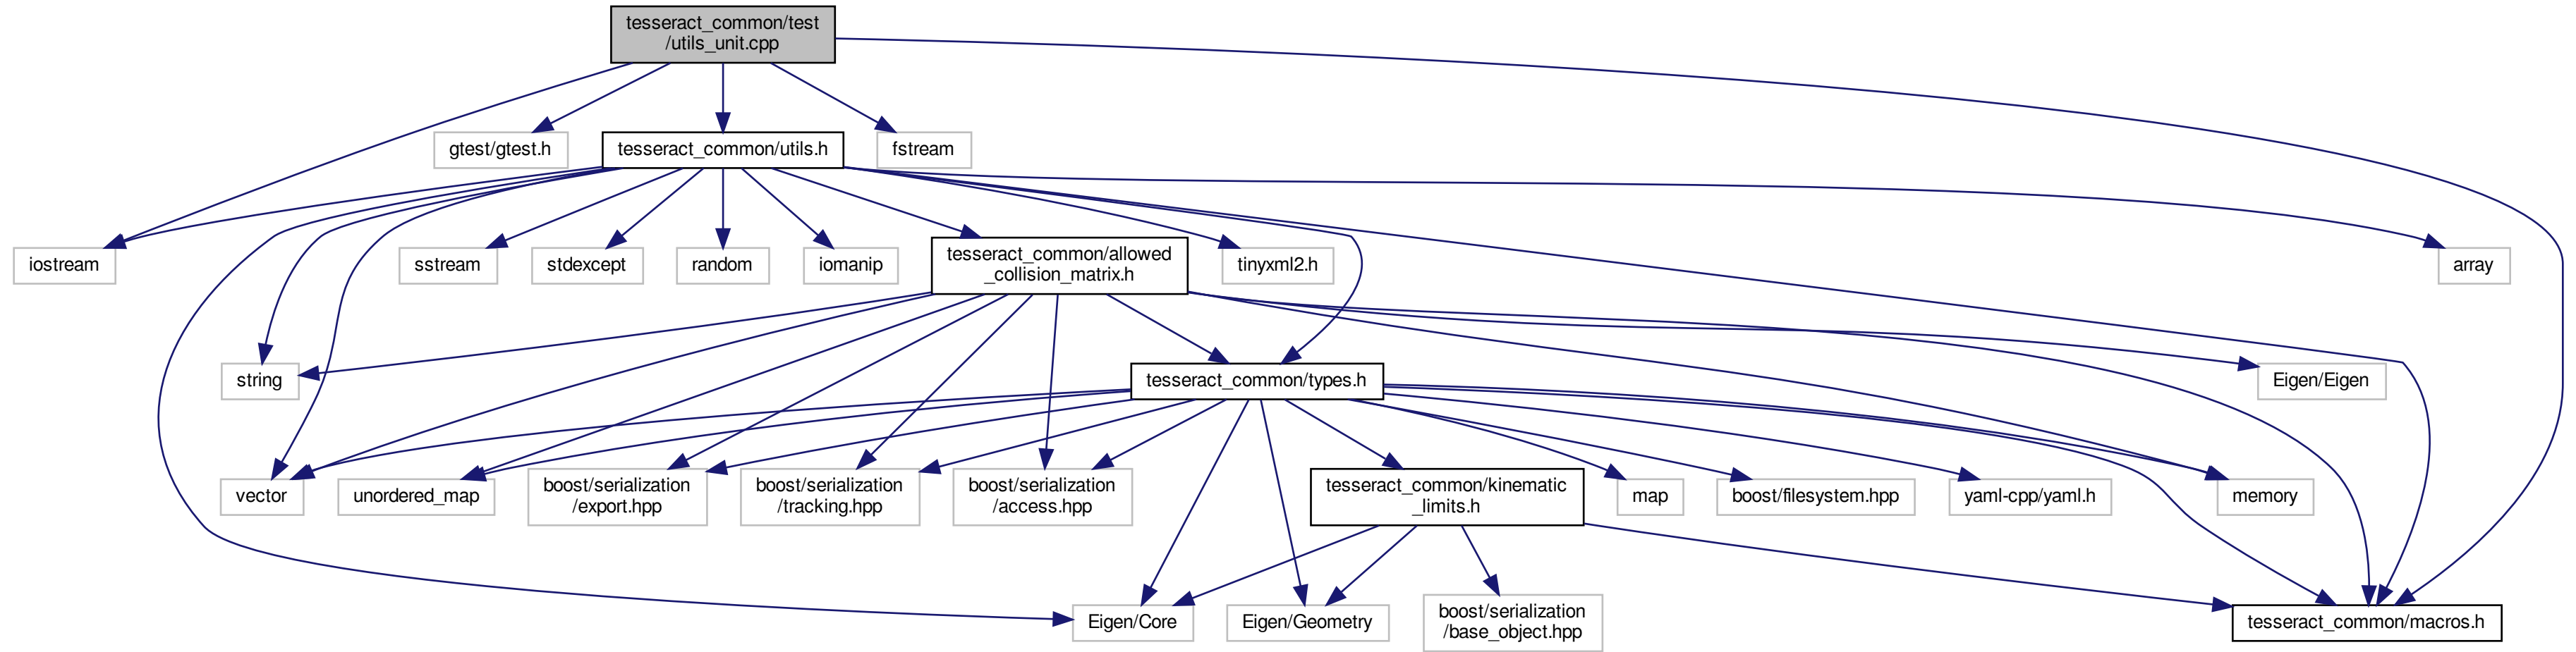 tesseract_common/test
/utils_unit.cpp
gtest/gtest.h
tesseract_common/utils.h
fstream
iostream
sstream
stdexcept
random
iomanip
tesseract_common/allowed
_collision_matrix.h
tinyxml2.h
array
string
tesseract_common/types.h
Eigen/Eigen
vector
unordered_map
boost/serialization
/export.hpp
boost/serialization
/tracking.hpp
boost/serialization
/access.hpp
tesseract_common/kinematic
_limits.h
map
boost/filesystem.hpp
yaml-cpp/yaml.h
memory
Eigen/Core
Eigen/Geometry
boost/serialization
/base_object.hpp
tesseract_common/macros.h